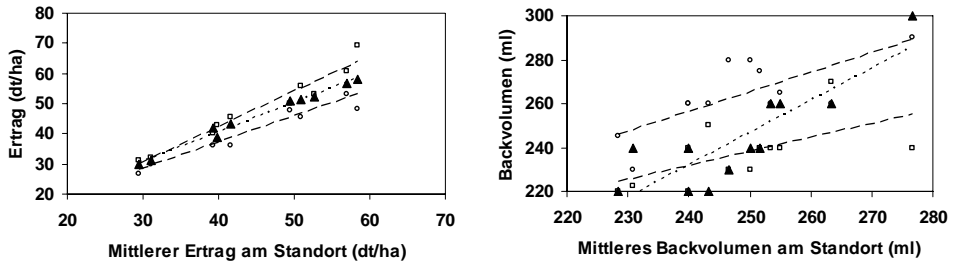 80
70
60
50
40
30
20
20 30 40 50 60 70
Ertrag (dt/ha)
Mittlerer Ertrag am Standort (dt/ha)
300
280
260
240
220
220 230 240 250 260 270 280
Backvolumen (ml)
Mittleres Backvolumen am Standort (ml)